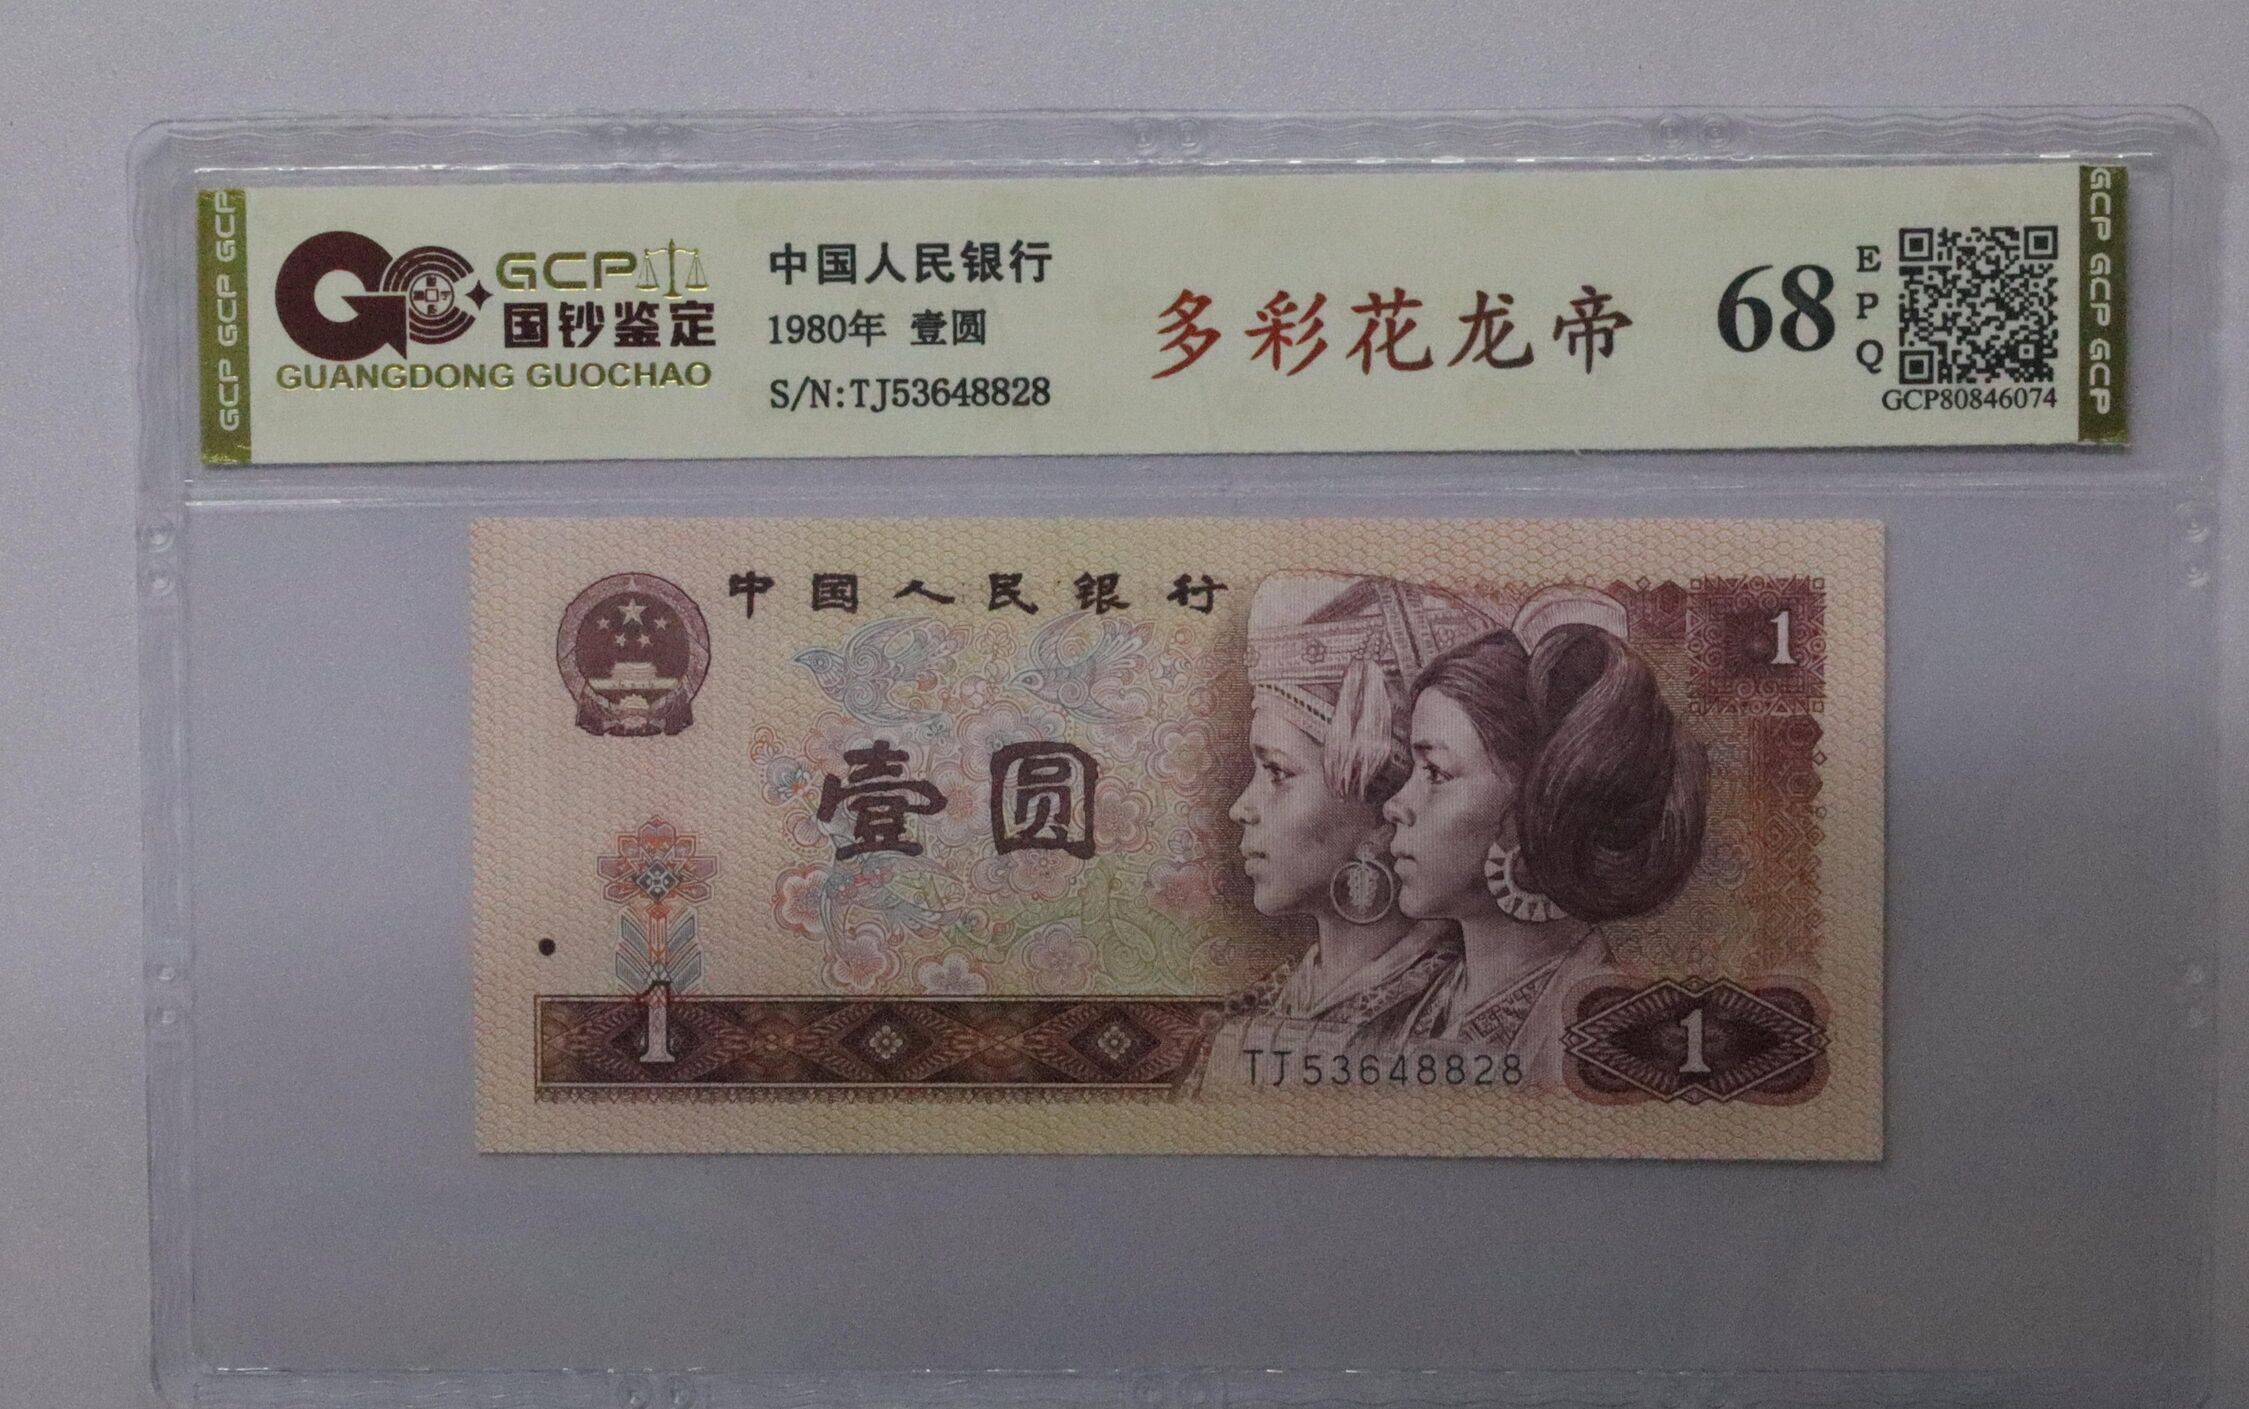 GCP
国钞鉴定
GUANGDONG GUOCHAO
中国人民银行
1980年 壹圆
S/N:TJ53648828
多彩花龙帝
68
EPQ
GCP80846074
GCP GCP GCP
GCP GCP GCP
中国人民银行
1
壹圆
1
TJ53648828
1